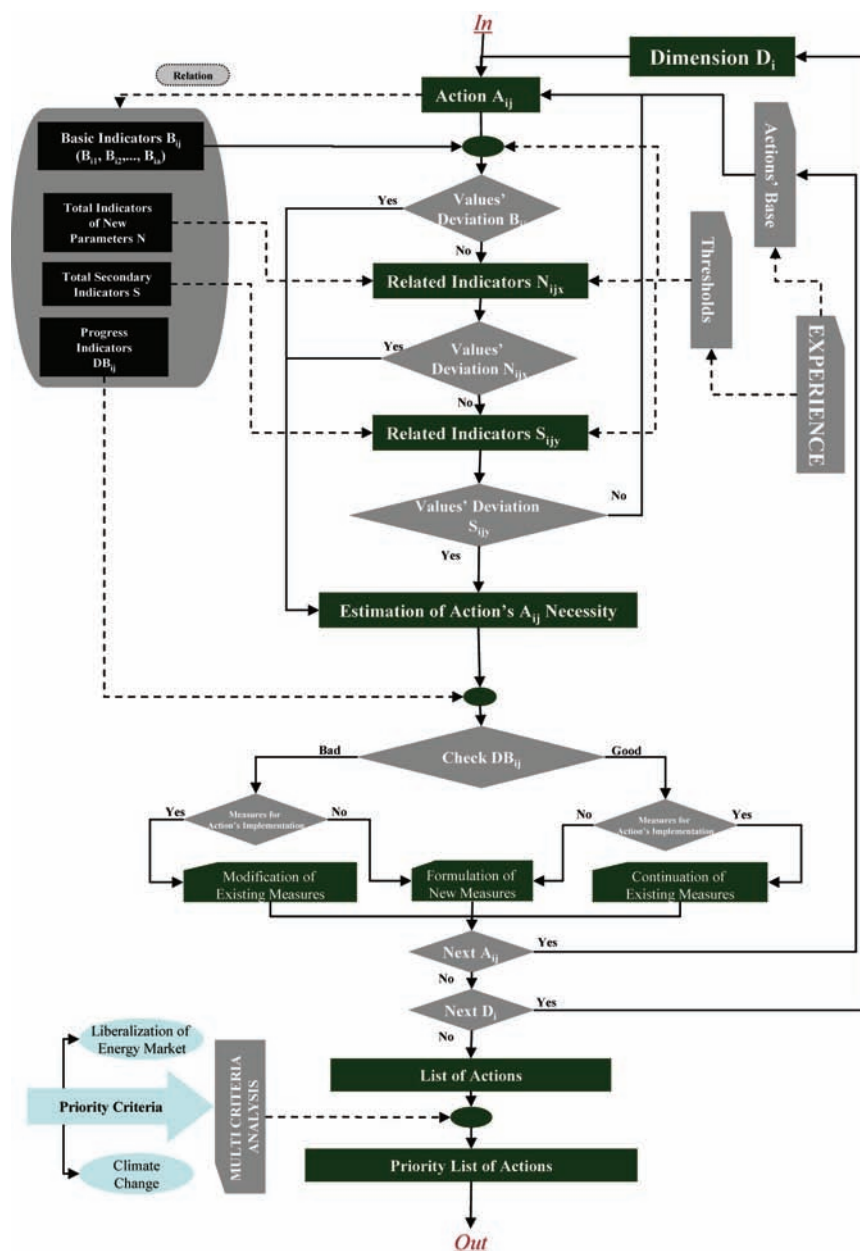 In
Dimension Di
Relation
Action Aij
Basic Indicators Bij
(Bi1, Bi2,..., Bin)
Actions' Base
Yes
Values'
Deviation B
Total Indicators
of New
Parameters N
No
Related Indicators Nijx
Thresholds
Total Secondary
Indicators S
EXPERIENCE
Progress
Indicators
DBij
Yes
Values'
Deviation Nijx
No
Related Indicators Sijy
Values' Deviation
Sijy
No
Yes
Estimation of Action's Aij Necessity
Bad
Check DBij
Good
Yes
Measures for
Action's Implementation
No
No
Measures for
Action's Implementation
Yes
Modification of
Existing Measures
Formulation of
New Measures
Continuation of
Existing Measures
Next Aij
Yes
No
Next Di
Yes
No
Liberalization of
Energy Market
List of Actions
Priority Criteria
MULTI CRITERIA
ANALYSIS
Climate
Change
Priority List of Actions
Out